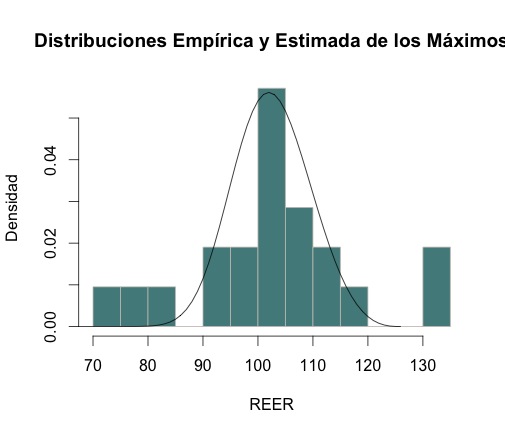 Distribuciones Empírica y Estimada de los Máximos
Densidad
0.04
0.02
0.00
70 80 90 100 110 120 130
REER